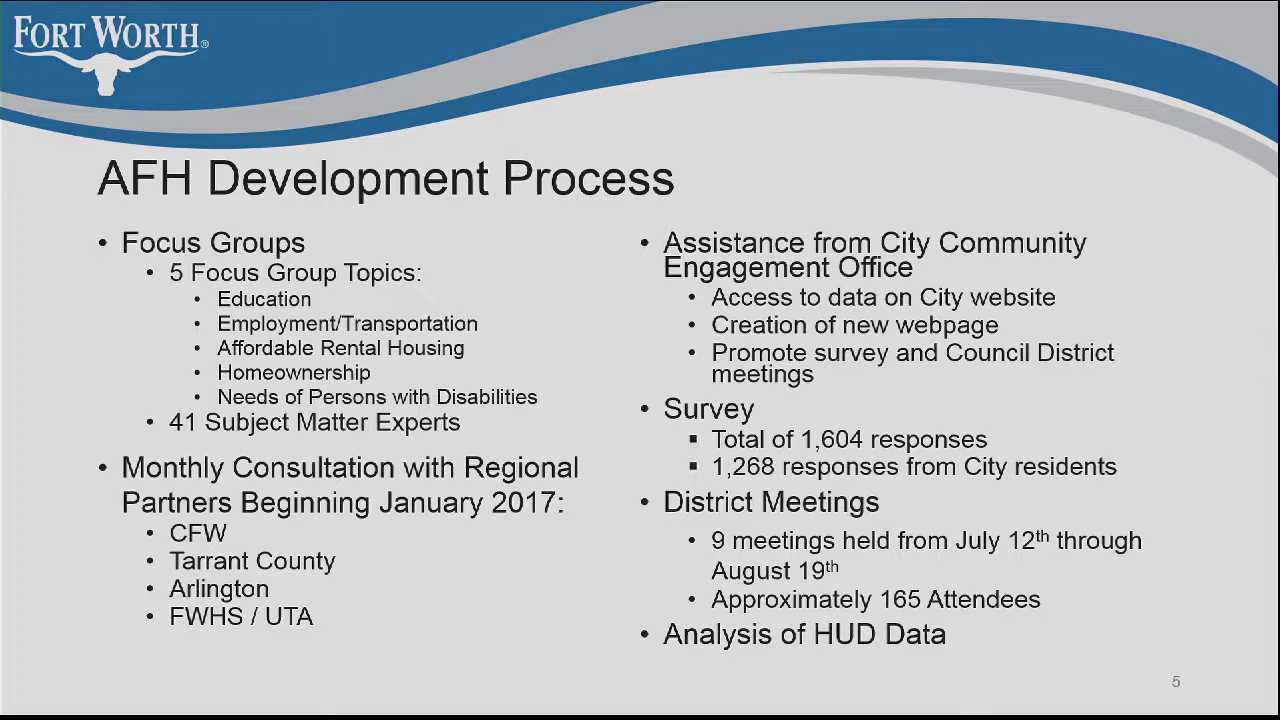 FORT WORTH®
AFH Development Process
• Focus Groups
• 5 Focus Group Topics:
• Education
• Employment/Transportation
• Affordable Rental Housing
• Homeownership
• Needs of Persons with Disabilities
• 41 Subject Matter Experts
• Monthly Consultation with Regional
Partners Beginning January 2017:
• CFW
• Tarrant County
• Arlington
• FWHS / UTA
• Assistance from City Community
Engagement Office
• Access to data on City website
• Creation of new webpage
• Promote survey and Council District
meetings
• Survey
▪ Total of 1,604 responses
▪ 1,268 responses from City residents
• District Meetings
• 9 meetings held from July 12th through
August 19th
• Approximately 165 Attendees
• Analysis of HUD Data
5